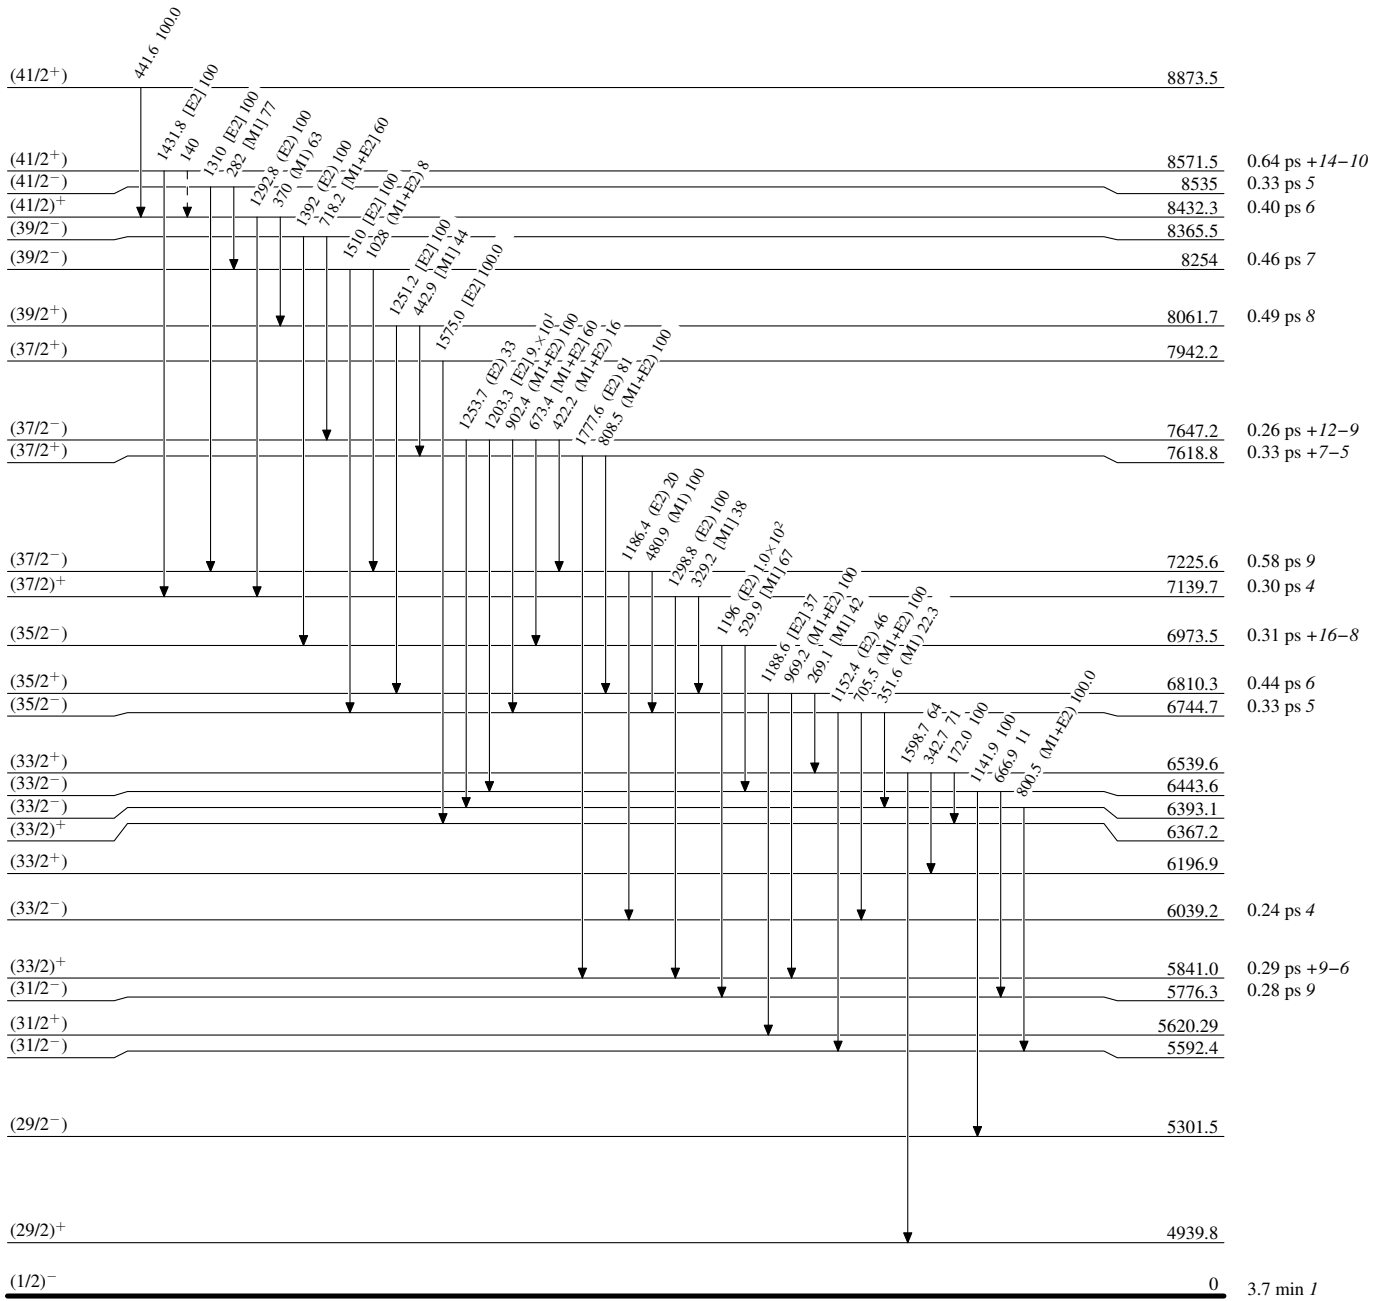 441.6 100.0
(41/2⁺) 8873.5
1431.8 [E2] 100
140
1310 [E2] 100
282 [M1] 77
(41/2⁺) 8571.5 0.64 ps +14−10
1292.8 (E2) 100
370 (M1) 63
(41/2⁻) 8535 0.33 ps 5
(41/2)⁺ 8432.3 0.40 ps 6
1392 (E2) 100
718.2 [M1+E2] 60
(39/2⁻) 8365.5
1510 [E2] 100
1028 (M1+E2) 8
(39/2⁻) 8254 0.46 ps 7
1251.2 [E2] 100
442.9 [M1] 44
(39/2⁺) 8061.7 0.49 ps 8
1575.0 [E2] 100.0
(37/2⁺) 7942.2
1253.7 (E2) 33
1203.3 [E2] 9.×10¹
902.4 (M1+E2) 100
673.4 [M1+E2] 60
422.2 (M1+E2) 16
(37/2⁻) 7647.2 0.26 ps +12−9
1777.6 (E2) 81
808.5 (M1+E2) 100
(37/2⁺) 7618.8 0.33 ps +7−5
1186.4 (E2) 20
480.9 (M1) 100
(37/2⁻) 7225.6 0.58 ps 9
1298.8 (E2) 100
329.2 [M1] 38
(37/2)⁺ 7139.7 0.30 ps 4
1196 (E2) 1.0×10²
529.9 [M1] 67
(35/2⁻) 6973.5 0.31 ps +16−8
1188.6 [E2] 37
969.2 (M1+E2) 100
269.1 [M1] 42
(35/2⁺) 6810.3 0.44 ps 6
1152.4 (E2) 46
705.5 (M1+E2) 100
351.6 (M1) 22.3
(35/2⁻) 6744.7 0.33 ps 5
1598.7 64
342.7 71
172.0 100
(33/2⁺) 6539.6
1141.9 100
666.9 11
(33/2⁻) 6443.6
800.5 (M1+E2) 100.0
(33/2⁻) 6393.1
(33/2)⁺ 6367.2
(33/2⁺) 6196.9
(33/2⁻) 6039.2 0.24 ps 4
(33/2)⁺ 5841.0 0.29 ps +9−6
(31/2⁻) 5776.3 0.28 ps 9
(31/2⁺) 5620.29
(31/2⁻) 5592.4
(29/2⁻) 5301.5
(29/2)⁺ 4939.8
(1/2)⁻ 0 3.7 min 1